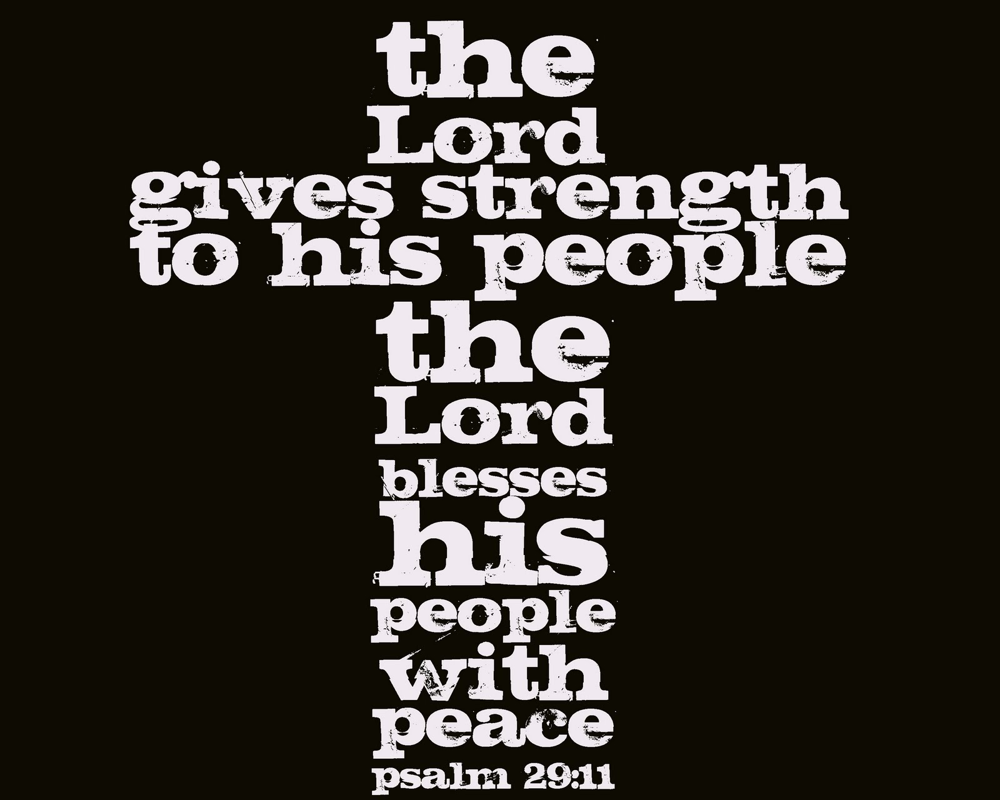 the
Lord
gives strength
to his people
the
Lord
blesses
his
people
with
peace
psalm 29:11